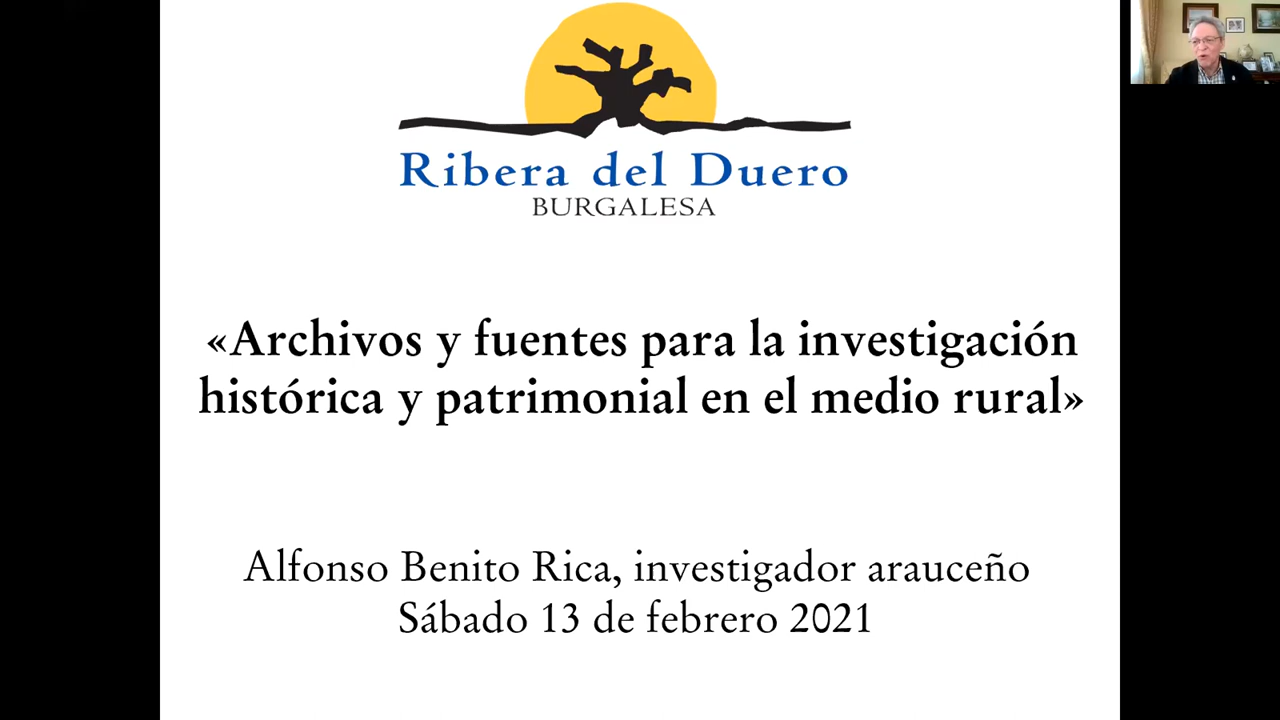 Ribera del Duero
BURGALESA
«Archivos y fuentes para la investigación
histórica y patrimonial en el medio rural»
Alfonso Benito Rica, investigador arauceño
Sábado 13 de febrero 2021